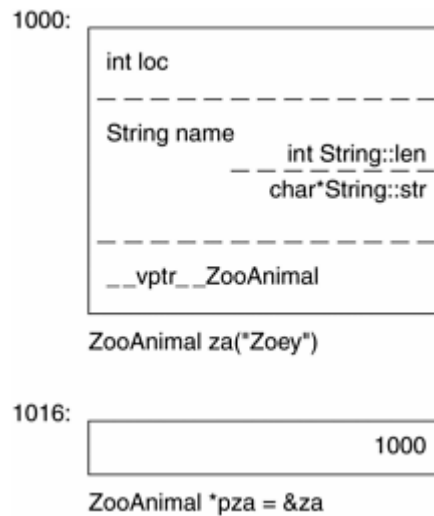 1000:
int loc
String name
int String::len
char*String::str
__vptr__ZooAnimal
ZooAnimal za("Zoey")
1016:
1000
ZooAnimal *pza = &za